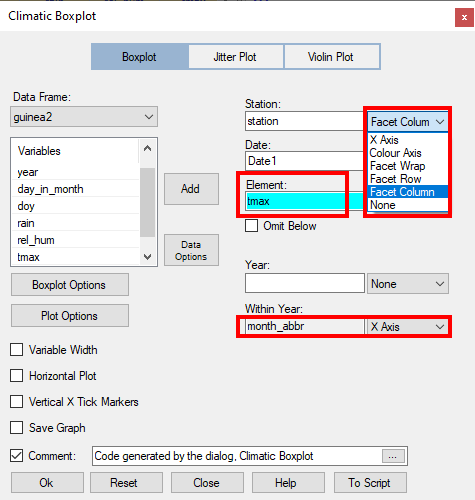 Climatic Boxplot
x
Boxplot Jitter Plot Violin Plot
Data Frame:
guinea2
Variables
year
day_in_month
doy
rain
rel_hum
tmax
Add
Data
Options
Station:
station Facet Colum
X Axis
Colour Axis
Facet Wrap
Facet Row
Facet Column
None
Date:
Date1
Element:
tmax
Omit Below
Year:
None
Within Year:
month_abbr X Axis
Boxplot Options
Plot Options
Variable Width
Horizontal Plot
Vertical X Tick Markers
Save Graph
Comment: Code generated by the dialog, Climatic Boxplot ...
Ok Reset Close Help To Script